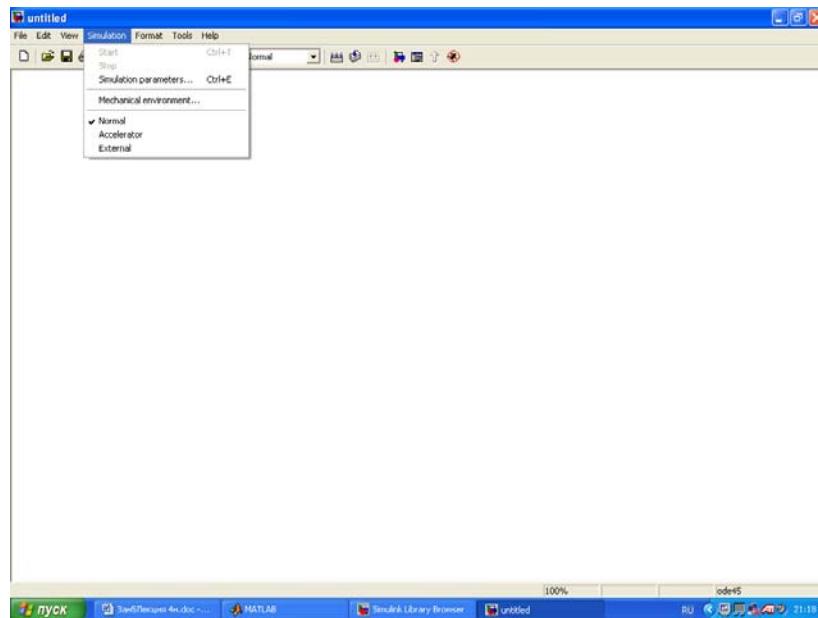 untitled
File Edit View Simulation Format Tools Help
Start Ctrl+T
Stop
Simulation parameters... Ctrl+E
Mechanical environment...
Normal
Accelerator
External
100% ode45
пуск MATLAB Simulink Library Browser untitled RU 21:18